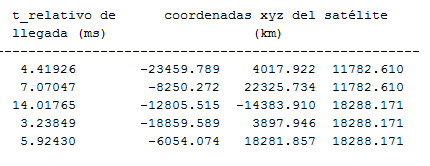 t_relativo de coordenadas xyz del satélite
llegada (ms) (km)
------------------------------------------------------------
4.41926 -23459.789 4017.922 11782.610
7.07047 -8250.272 22325.734 11782.610
14.01765 -12805.515 -14383.910 18288.171
3.23849 -18859.589 3897.946 18288.171
5.92430 -6054.074 18281.857 18288.171